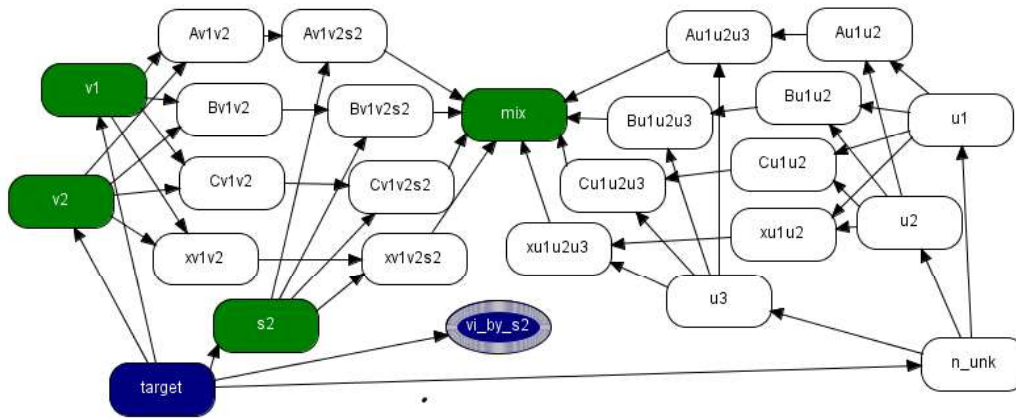 Av1v2
Av1v2s2
Au1u2u3
Au1u2
v1
Bv1v2
Bv1v2s2
mix
Bu1u2u3
Bu1u2
u1
Cv1v2
Cv1v2s2
Cu1u2u3
Cu1u2
v2
xv1v2
xv1v2s2
xu1u2u3
xu1u2
u2
s2
vi_by_s2
u3
target
n_unk